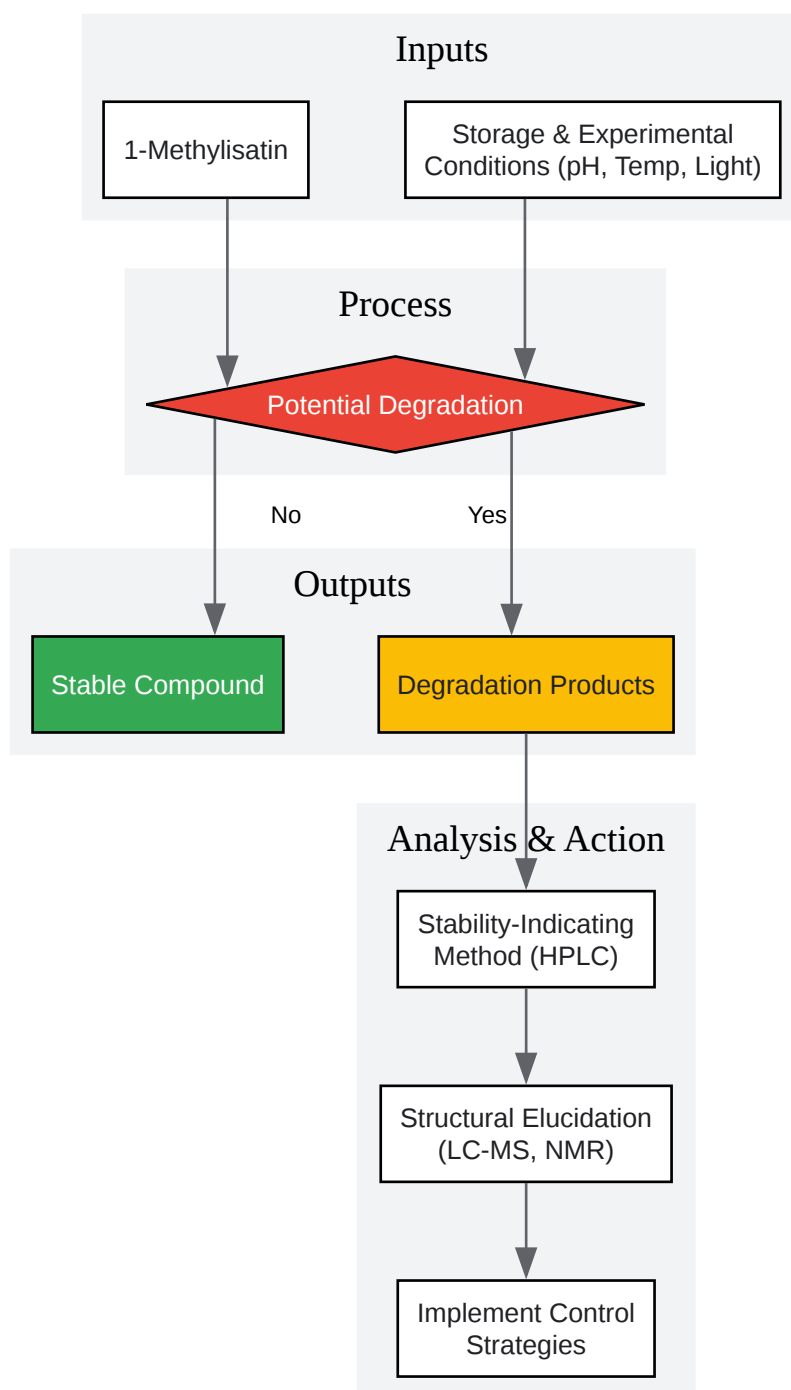 Inputs
1-Methylisatin
Storage & Experimental
Conditions (pH, Temp, Light)
Process
Potential Degradation
No
Yes
Outputs
Stable Compound
Degradation Products
Analysis & Action
Stability-Indicating
Method (HPLC)
Structural Elucidation
(LC-MS, NMR)
Implement Control
Strategies